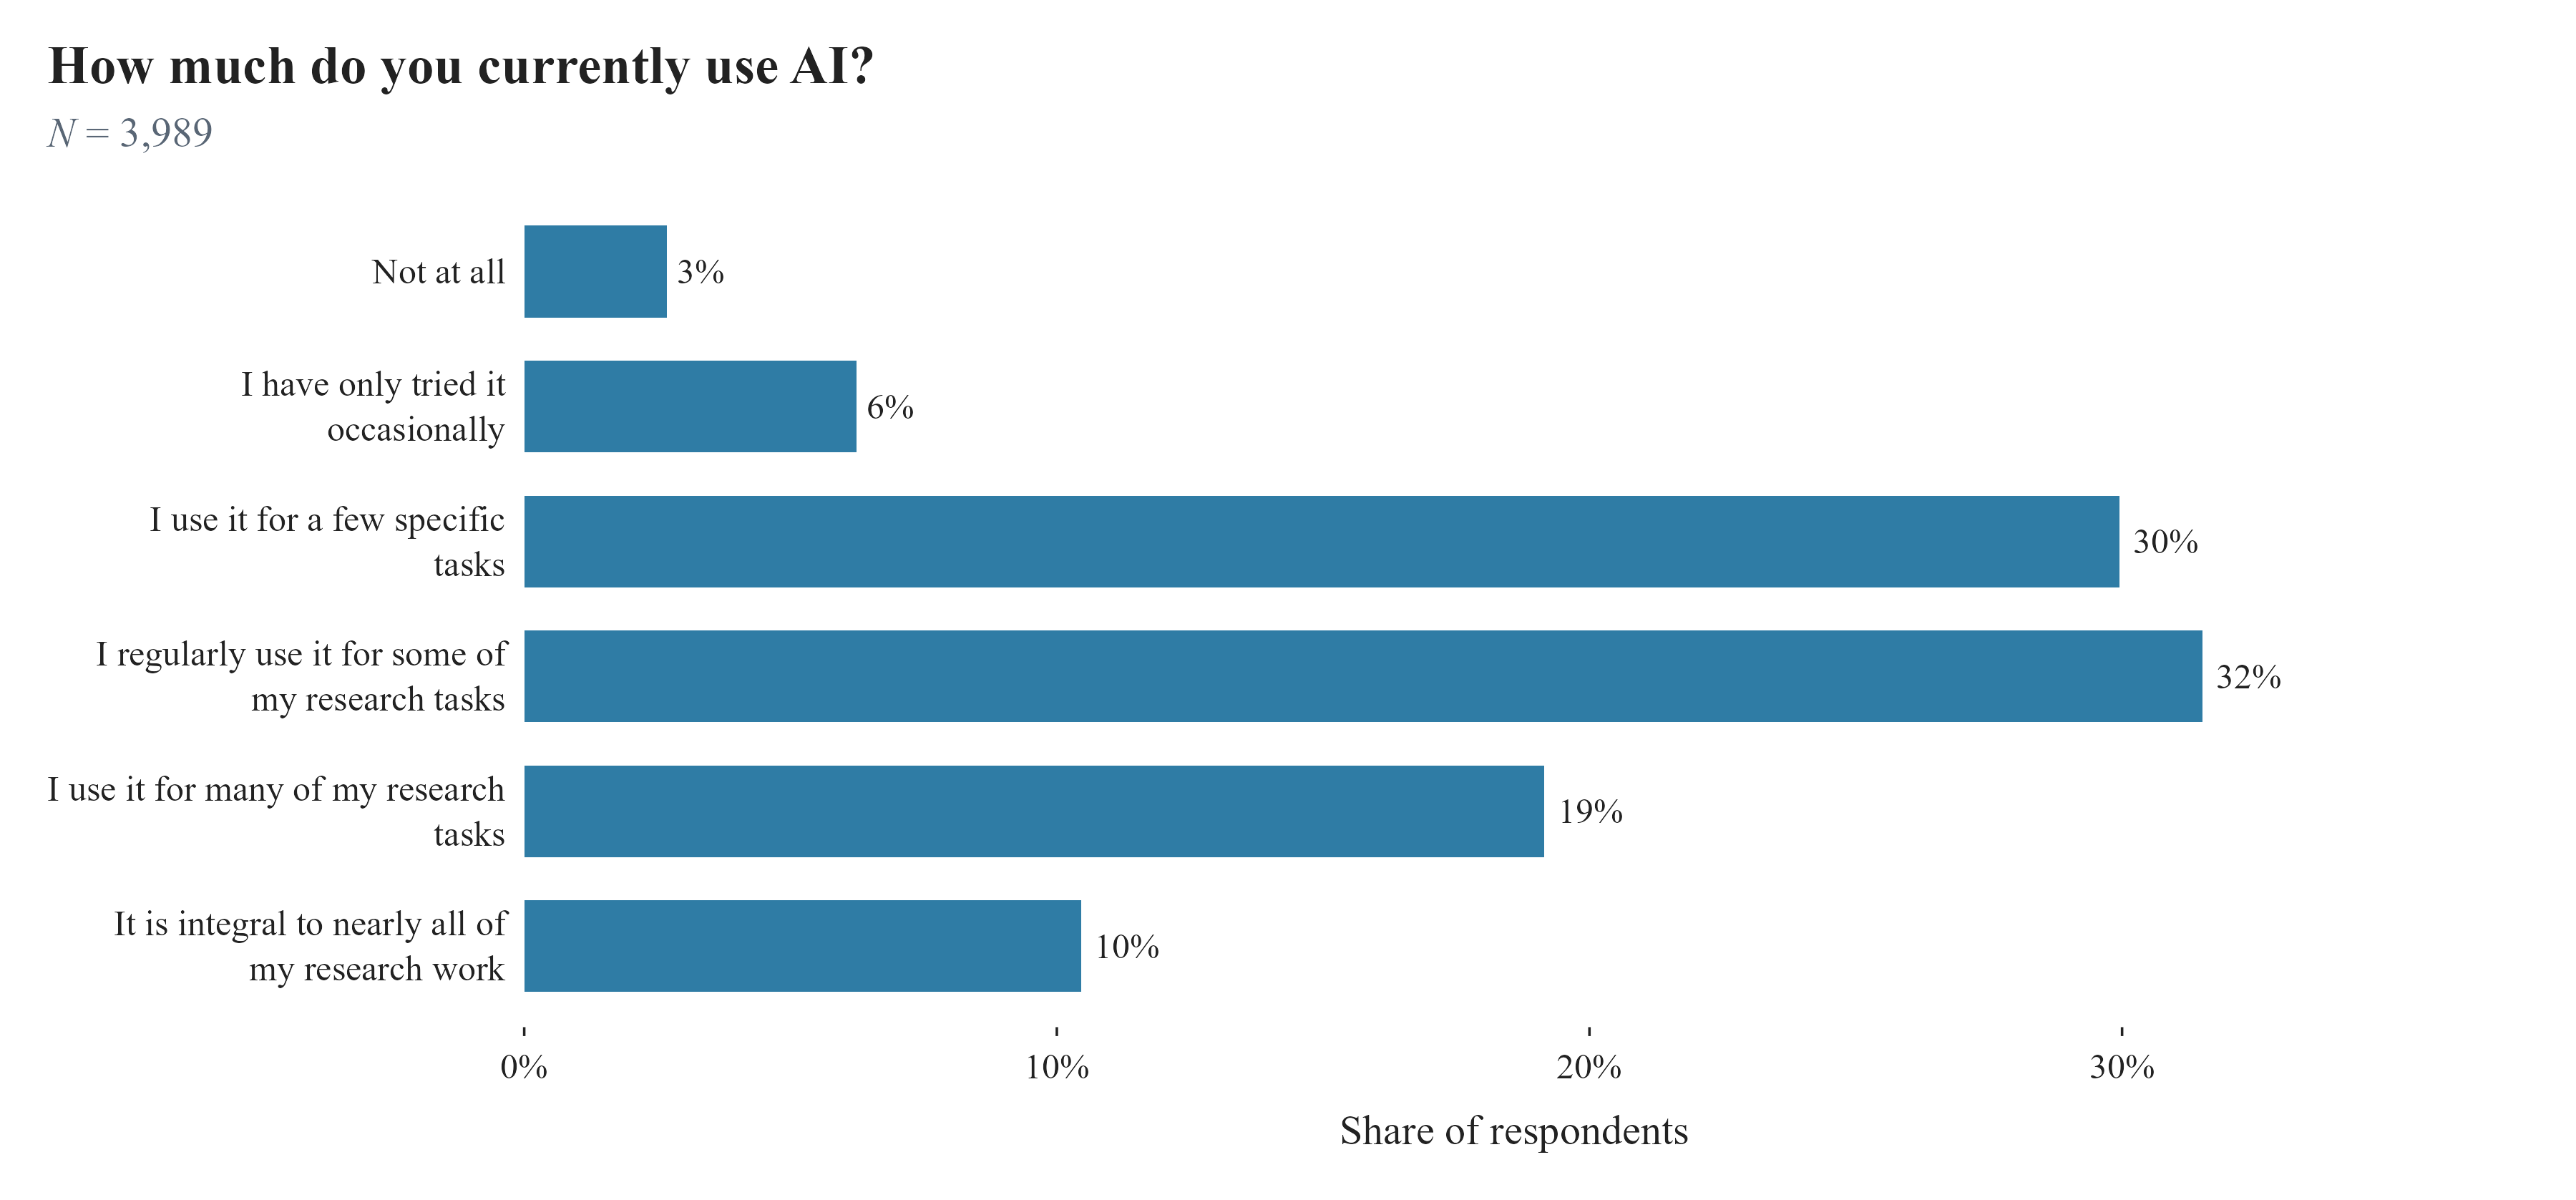 How much do you currently use AI?
N = 3,989
Not at all
3%
I have only tried it
occasionally
6%
I use it for a few specific
tasks
30%
I regularly use it for some of
my research tasks
32%
I use it for many of my research
tasks
19%
It is integral to nearly all of
my research work
10%
0%
10%
20%
30%
Share of respondents